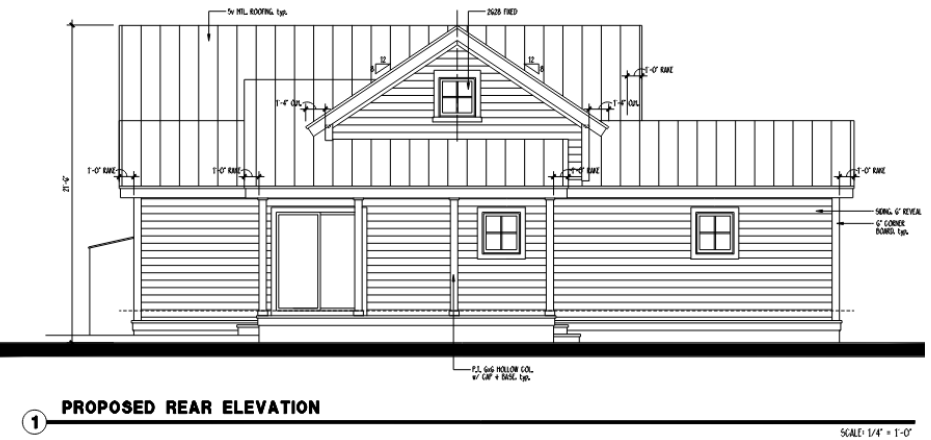 5v MTL. ROOFING, typ.
2628 FIXED
12
8
12
8
1'-0" RAKE
1'-4" OVL.
1'-4" OVL.
1'-0" RAKE
1'-0" RAKE
1'-0" RAKE
1'-0" RAKE
21'-6"
SIDING, 6" REVEAL
6" CORNER
BOARD, typ.
P.T. 6x6 HOLLOW COL.
w/ CAP + BASE, typ.
1
PROPOSED REAR ELEVATION
SCALE: 1/4" = 1'-0"